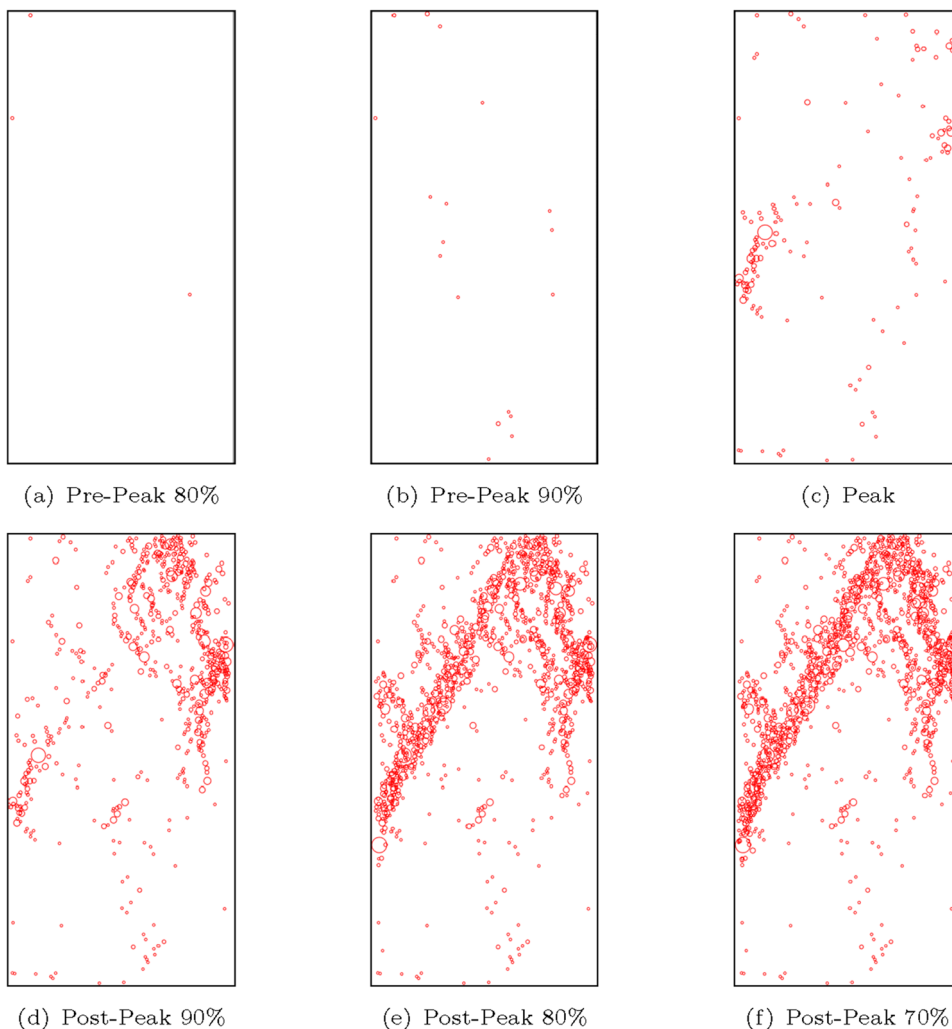 (a) Pre-Peak 80%
(b) Pre-Peak 90%
(c) Peak
(d) Post-Peak 90%
(e) Post-Peak 80%
(f) Post-Peak 70%